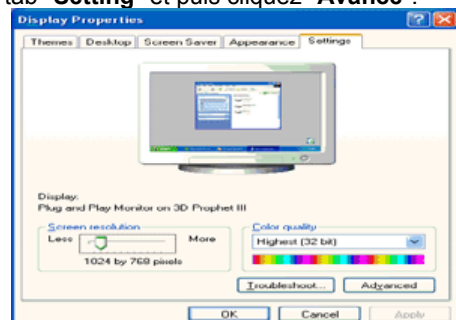 tab "Setting" et puis cliquez "Avance".
Display Properties
Themes Desktop Screen Saver Appearance Settings
Display:
Plug and Play Monitor on 3D Prophet III
Screen resolution
Less More
1024 by 768 pixels
Color quality
Highest (32 bit)
Troubleshoot... Advanced
OK Cancel Apply